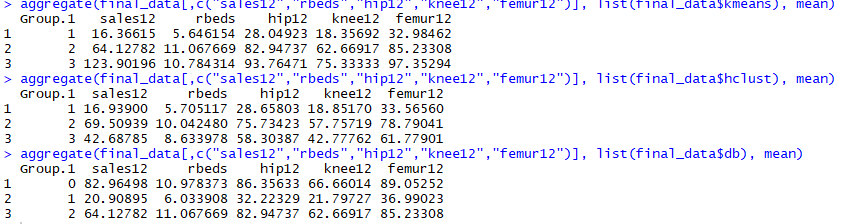 > aggregate(final_data[,c("sales12","rbeds","hip12","knee12","femur12")], list(final_data$kmeans), mean)
Group.1 sales12 rbeds hip12 knee12 femur12
1 1 16.36615 5.646154 28.04923 18.35692 32.98462
2 2 64.12782 11.067669 82.94737 62.66917 85.23308
3 3 123.90196 10.784314 93.76471 75.33333 97.35294
> aggregate(final_data[,c("sales12","rbeds","hip12","knee12","femur12")], list(final_data$hclust), mean)
Group.1 sales12 rbeds hip12 knee12 femur12
1 1 16.93900 5.705117 28.65803 18.85170 33.56560
2 2 69.50939 10.042480 75.73423 57.75719 78.79041
3 3 42.68785 8.633978 58.30387 42.77762 61.77901
> aggregate(final_data[,c("sales12","rbeds","hip12","knee12","femur12")], list(final_data$db), mean)
Group.1 sales12 rbeds hip12 knee12 femur12
1 0 82.96498 10.978373 86.35633 66.66014 89.05252
2 1 20.90895 6.033908 32.22329 21.79727 36.99023
3 2 64.12782 11.067669 82.94737 62.66917 85.23308